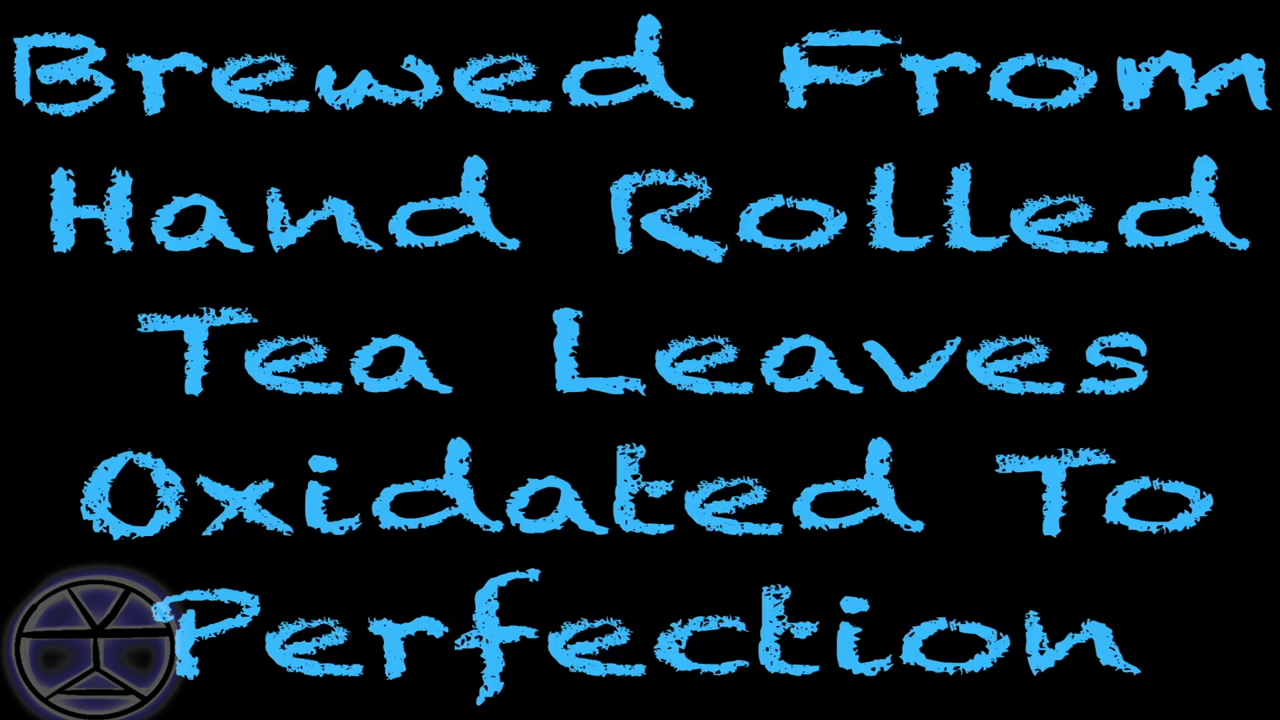 Brewed From
Hand Rolled
Tea Leaves
Oxidated To
Perfection